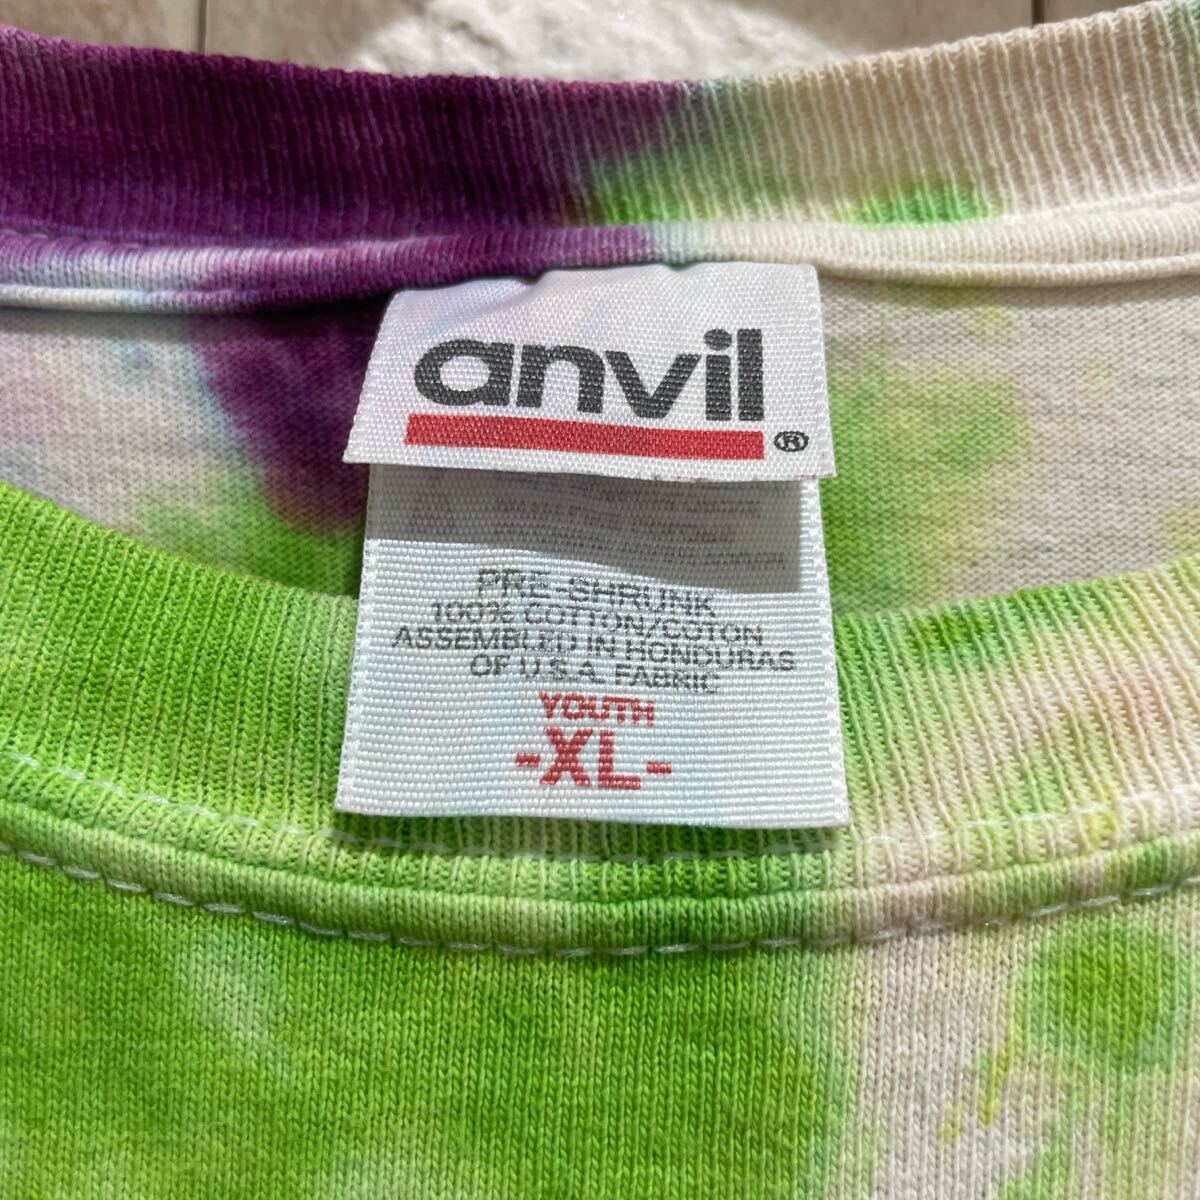 anvil
®
PRE-SHRUNK
100% COTTON/COTON
ASSEMBLED IN HONDURAS
OF U.S.A. FABRIC
YOUTH
-XL-